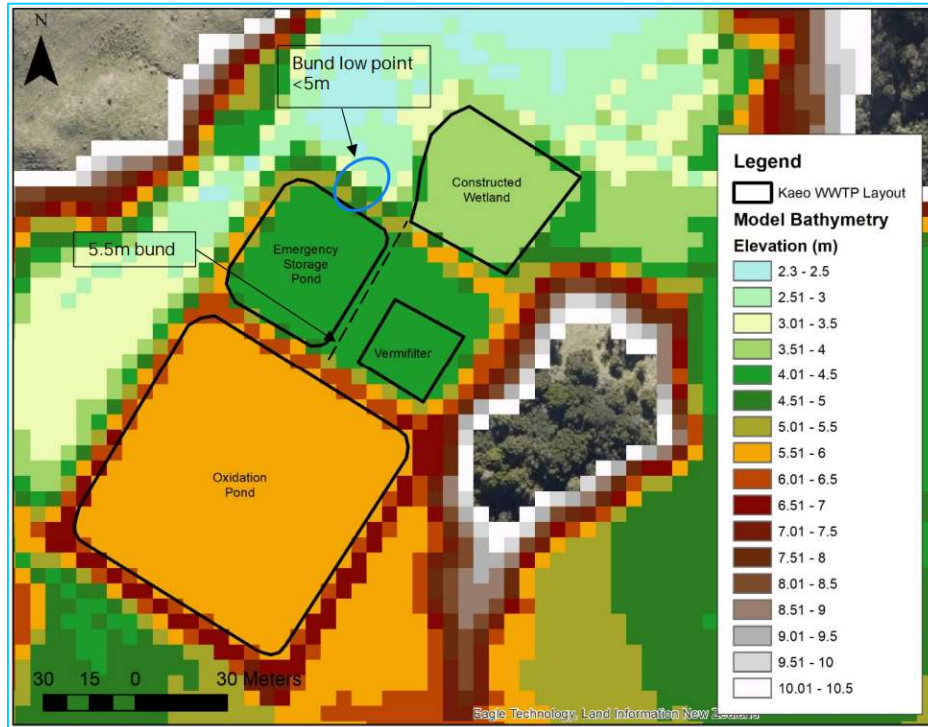 N
Bund low point
<5m
Constructed
Wetland
Emergency
Storage
Pond
5.5m bund
Vermifilter
Oxidation
Pond
Legend
Kaeo WWTP Layout
Model Bathymetry
Elevation (m)
2.3 - 2.5
2.51 - 3
3.01 - 3.5
3.51 - 4
4.01 - 4.5
4.51 - 5
5.01 - 5.5
5.51 - 6
6.01 - 6.5
6.51 - 7
7.01 - 7.5
7.51 - 8
8.01 - 8.5
8.51 - 9
9.01 - 9.5
9.51 - 10
10.01 - 10.5
30 15 0 30 Meters
Eagle Technology, Land Information New Zealand